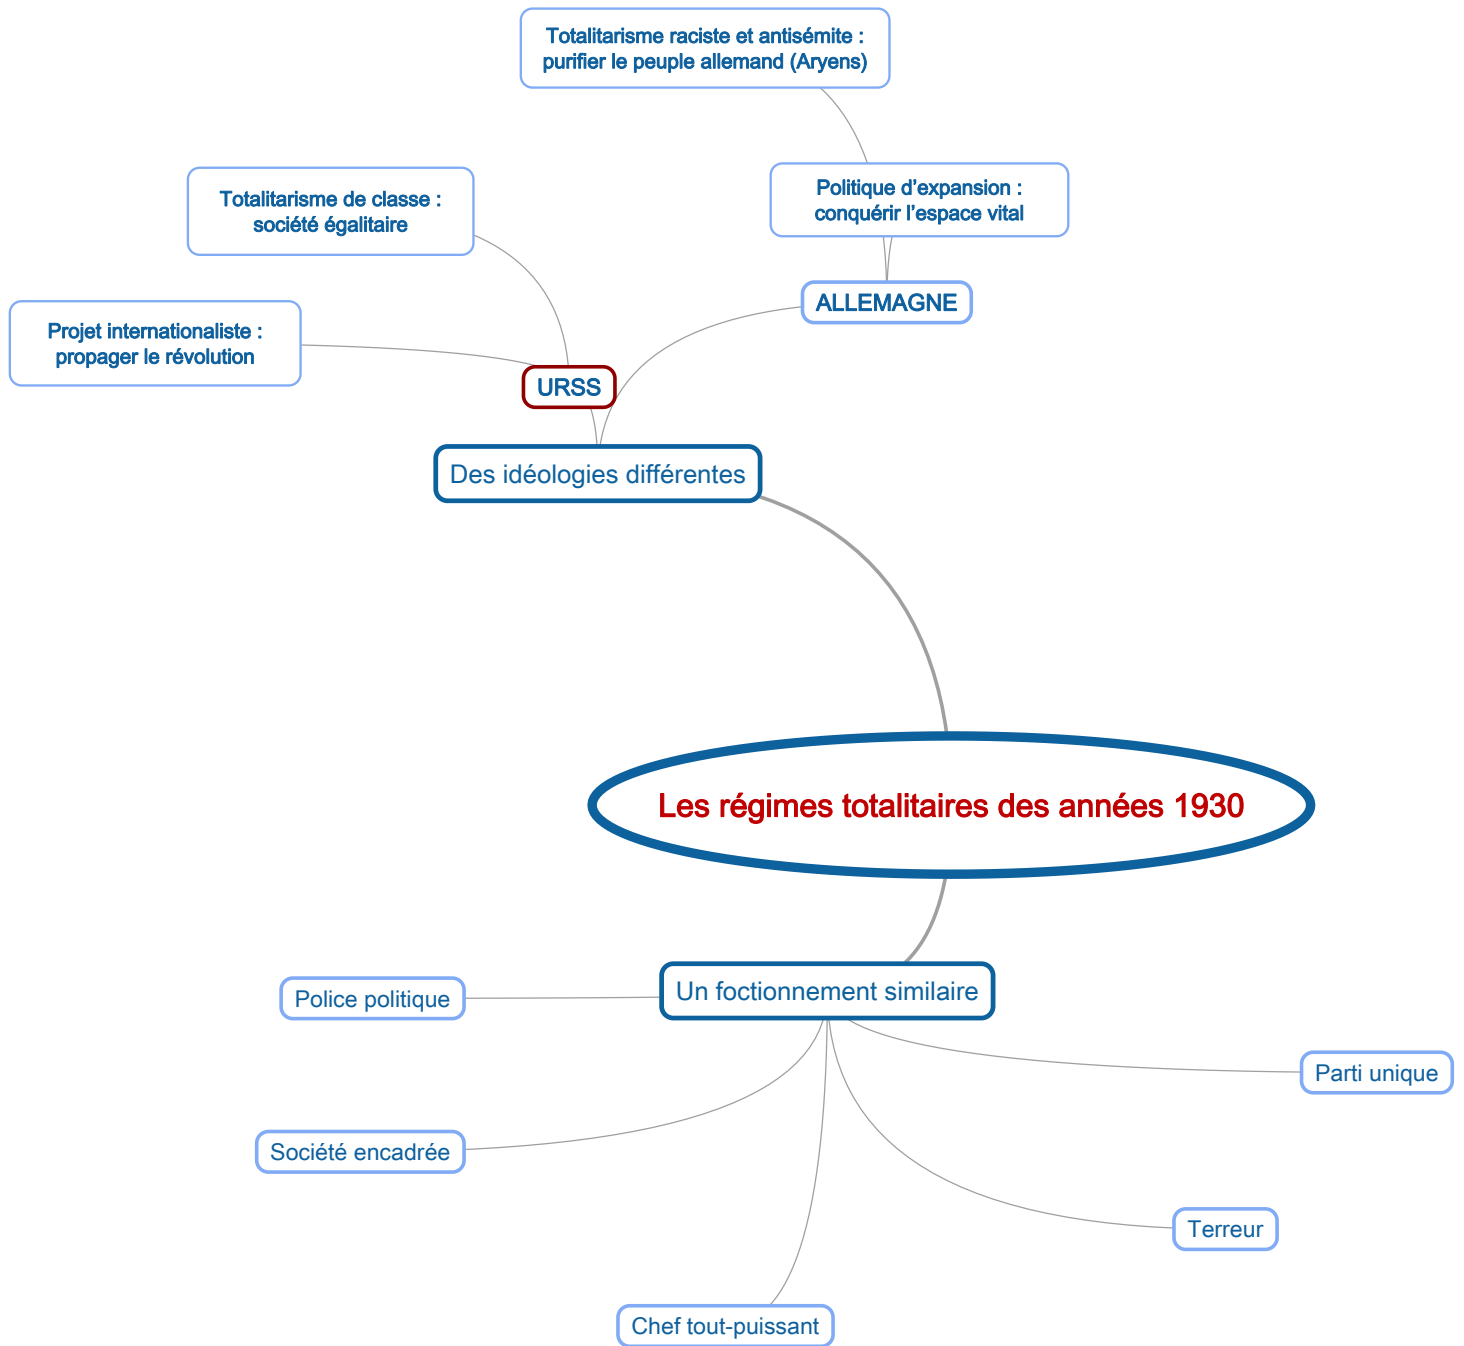 Totalitarisme raciste et antisémite :
purifier le peuple allemand (Aryens)
Totalitarisme de classe :
société égalitaire
Politique d’expansion :
conquérir l’espace vital
ALLEMAGNE
Projet internationaliste :
propager le révolution
URSS
Des idéologies différentes
Les régimes totalitaires des années 1930
Un foctionnement similaire
Police politique
Parti unique
Société encadrée
Terreur
Chef tout-puissant